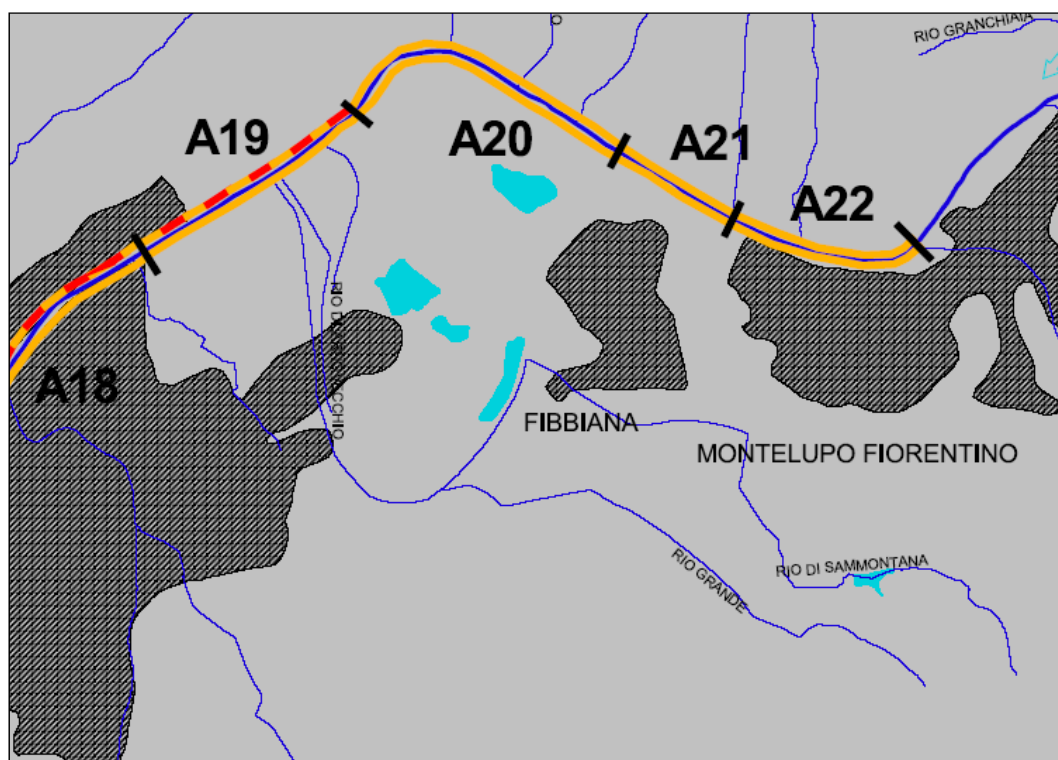 RIO GRANCHIAIA
A19
A20
A21
A22
A18
FIBBIANA
MONTELUPO FIORENTINO
RIO GRANDE
RIO DI SAMMONTANA